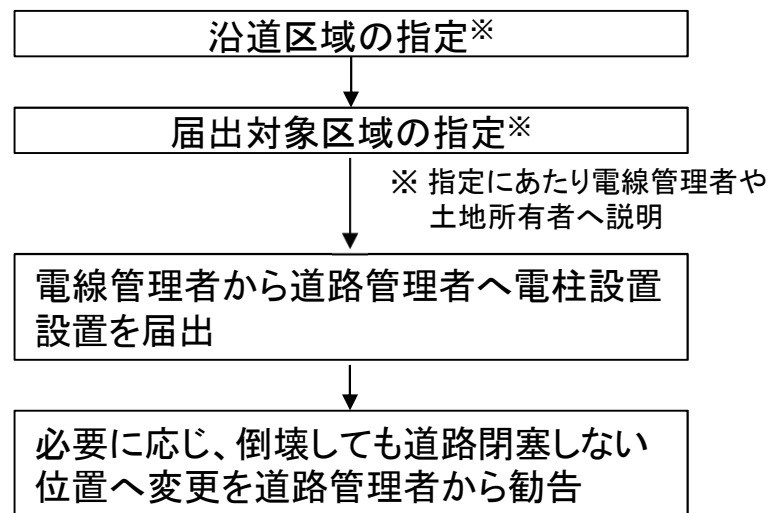 沿道区域の指定※
届出対象区域の指定※
※ 指定にあたり電線管理者や
土地所有者へ説明
電線管理者から道路管理者へ電柱設置
設置を届出
必要に応じ、倒壊しても道路閉塞しない
位置へ変更を道路管理者から勧告